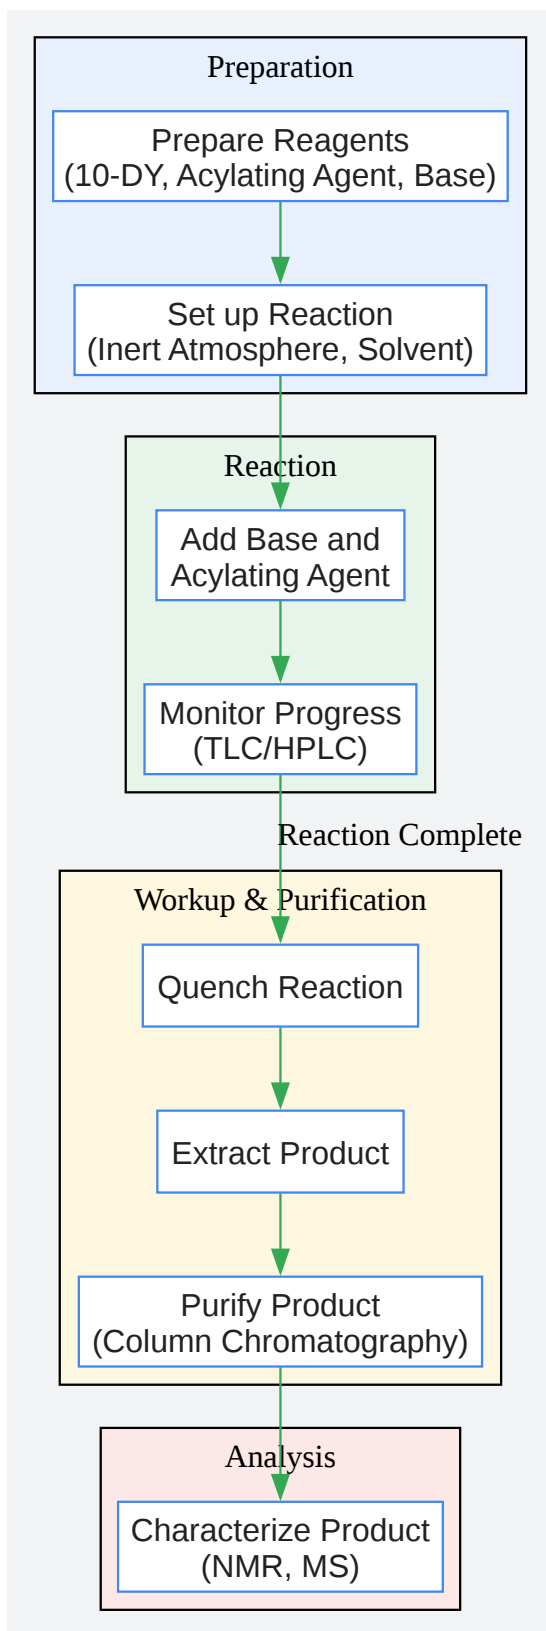 Preparation
Prepare Reagents
(10-DY, Acylating Agent, Base)
Set up Reaction
(Inert Atmosphere, Solvent)
Reaction
Add Base and
Acylating Agent
Monitor Progress
(TLC/HPLC)
Reaction Complete
Workup & Purification
Quench Reaction
Extract Product
Purify Product
(Column Chromatography)
Analysis
Characterize Product
(NMR, MS)